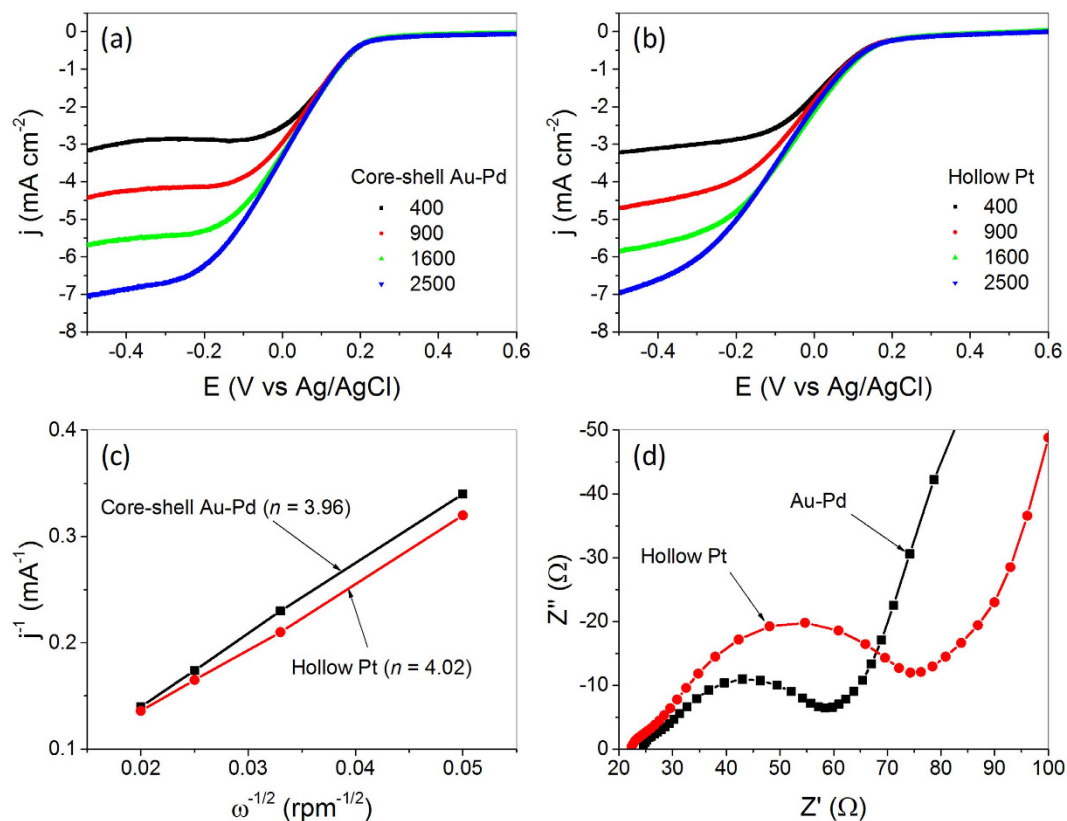 (a)
0
-1
-2
-3
-4
-5
-6
-7
-8
j (mA cm⁻²)
Core-shell Au-Pd
400
900
1600
2500
-0.4 -0.2 0.0 0.2 0.4 0.6
E (V vs Ag/AgCl)
(b)
0
-1
-2
-3
-4
-5
-6
-7
-8
j (mA cm⁻²)
Hollow Pt
400
900
1600
2500
-0.4 -0.2 0.0 0.2 0.4 0.6
E (V vs Ag/AgCl)
(c)
0.4
0.3
0.2
0.1
j⁻¹ (mA⁻¹)
Core-shell Au-Pd (n = 3.96)
Hollow Pt (n = 4.02)
0.02 0.03 0.04 0.05
ω⁻¹/² (rpm⁻¹/²)
(d)
-50
-40
-30
-20
-10
0
Z'' (Ω)
Au-Pd
Hollow Pt
20 30 40 50 60 70 80 90 100
Z' (Ω)